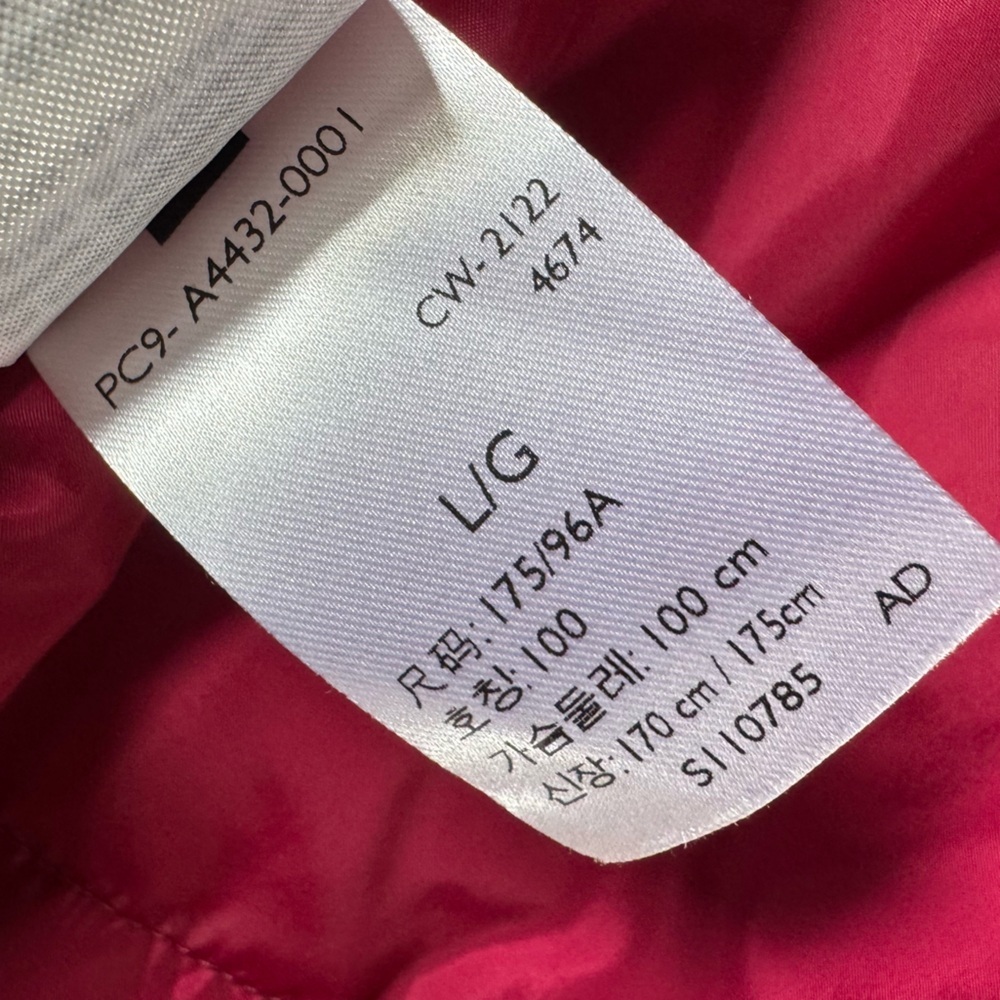 PC9- A4432-0001
CW- 2122
4674
L/G
尺码: 175/96A
호창: 100
가슴둘레: 100 cm
신장: 170 cm / 175cm
S110785
AD